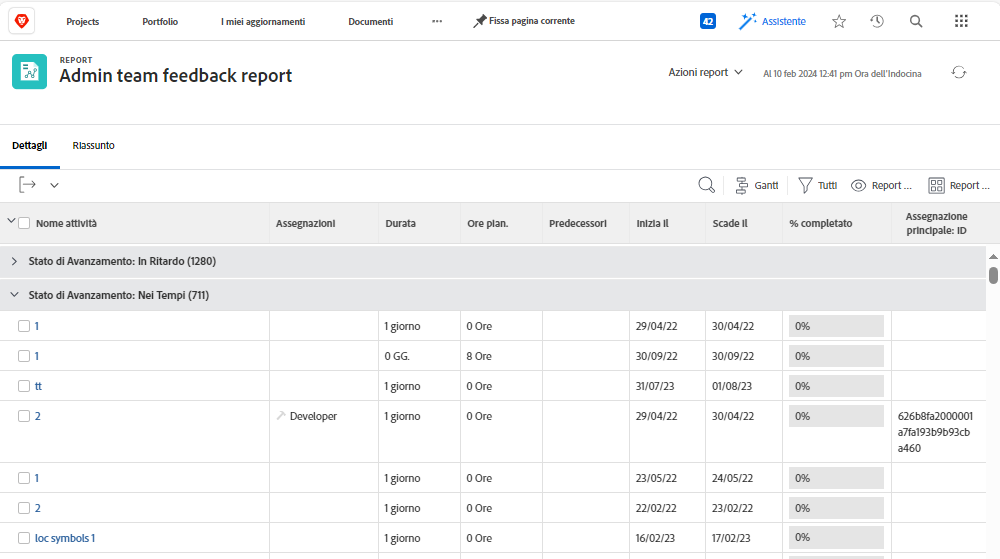 Projects Portfolio I miei aggiornamenti Documenti Fissa pagina corrente 42 Assistente
REPORT
Admin team feedback report
Azioni report Al 10 feb 2024 12:41 pm Ora dell'Indocina
Dettagli Riassunto
Gantt Tutti Report ... Report ...
Nome attività Assegnazioni Durata Ore pian. Predecessori Inizia il Scade il % completato Assegnazione
principale: ID
Stato di Avanzamento: In Ritardo (1280)
Stato di Avanzamento: Nei Tempi (711)
1 1 giorno 0 Ore 29/04/22 30/04/22 0%
1 0 GG. 8 Ore 30/09/22 30/09/22 0%
tt 1 giorno 0 Ore 31/07/23 01/08/23 0%
2 Developer 1 giorno 0 Ore 29/04/22 30/04/22 0% 626b8fa2000001
a7fa193b9b93cb
a460
1 1 giorno 0 Ore 23/05/22 24/05/22 0%
2 1 giorno 0 Ore 22/02/22 23/02/22 0%
loc symbols 1 1 giorno 0 Ore 16/02/23 17/02/23 0%